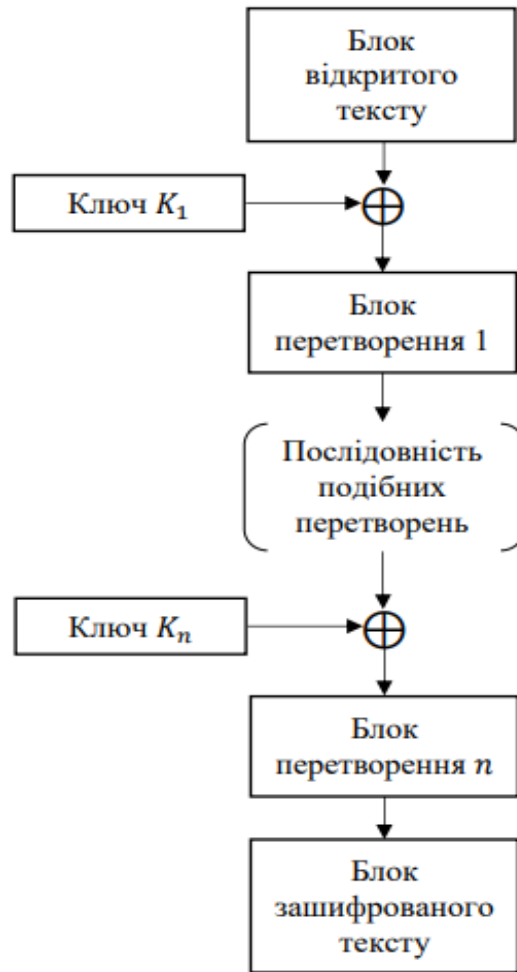 Блок
відкритого
тексту
Ключ K₁
Блок
перетворення 1
Послідовність
подібних
перетворень
Ключ Kₙ
Блок
перетворення n
Блок
зашифрованого
тексту